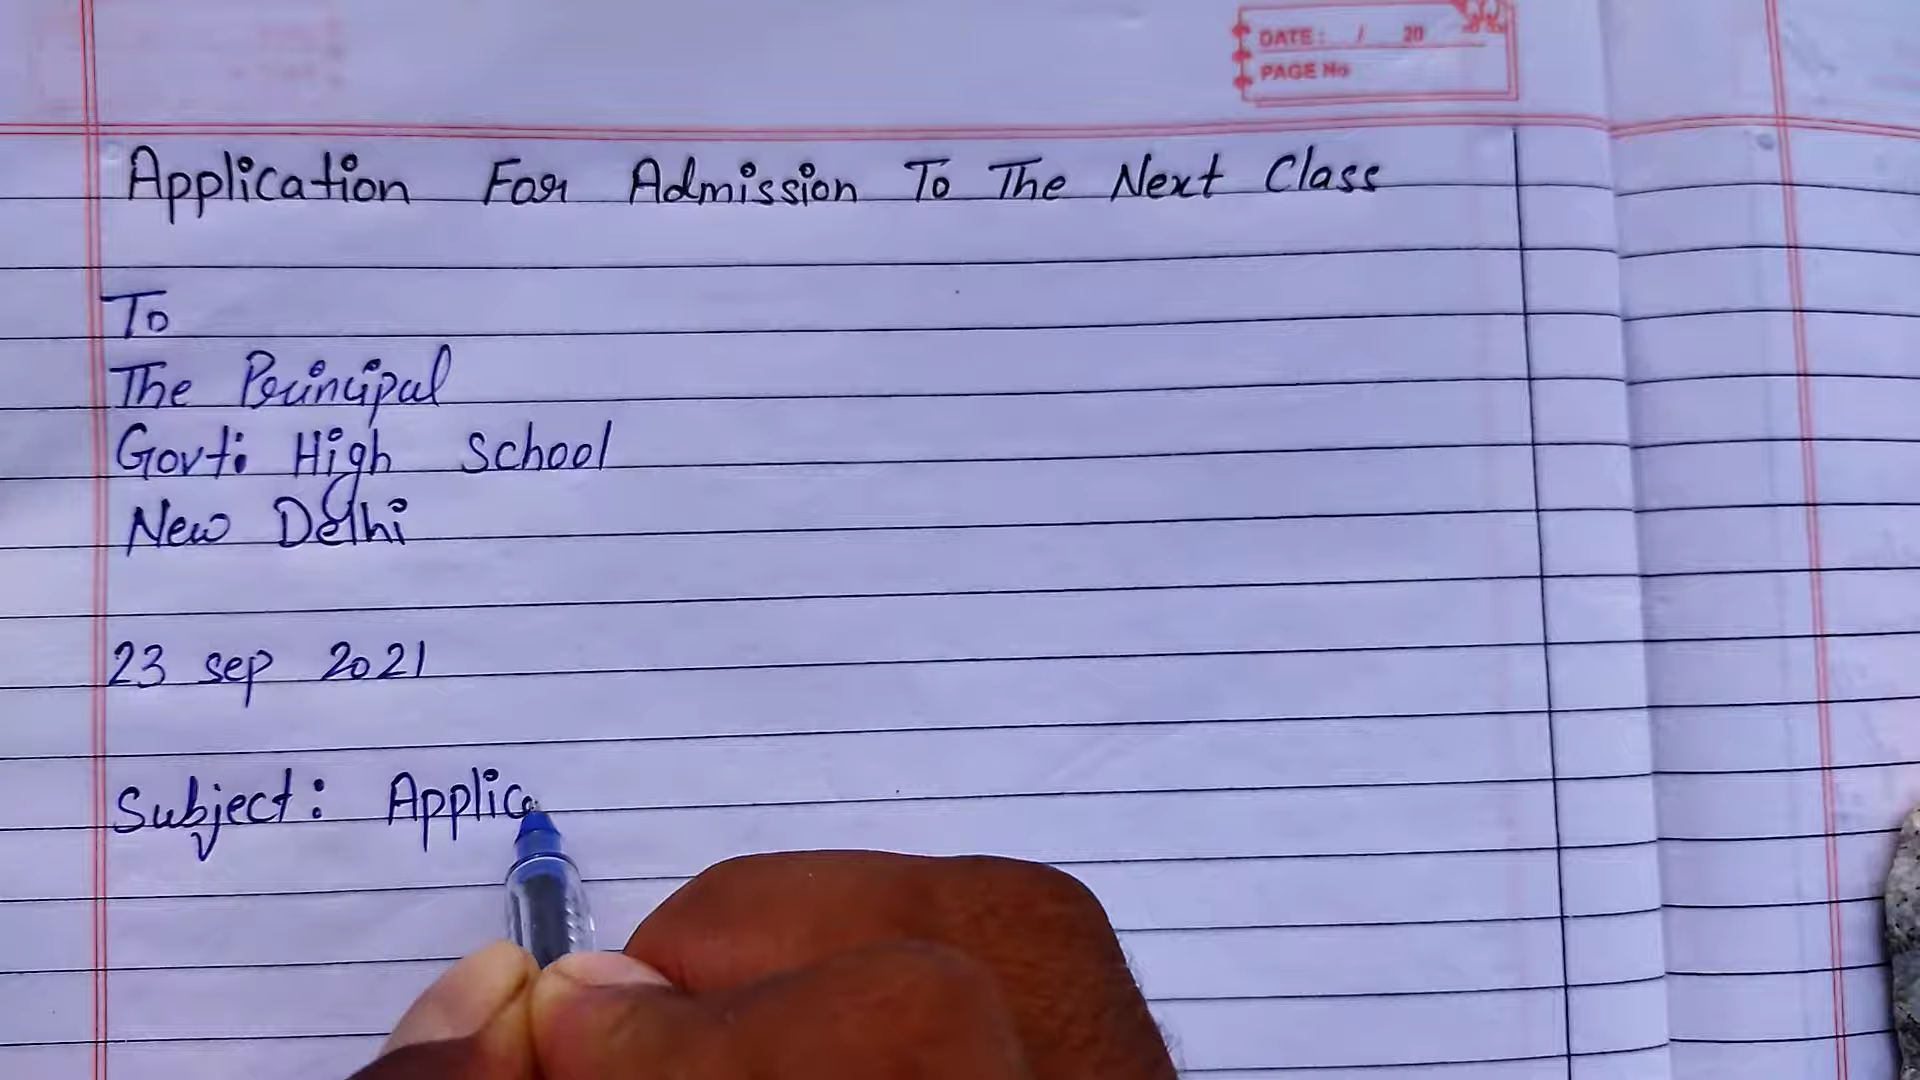 DATE: / 20
PAGE No
Application For Admission To The Next Class
To
The Principal
Govt. High School
New Delhi
23 sep 2021
Subject: Applica